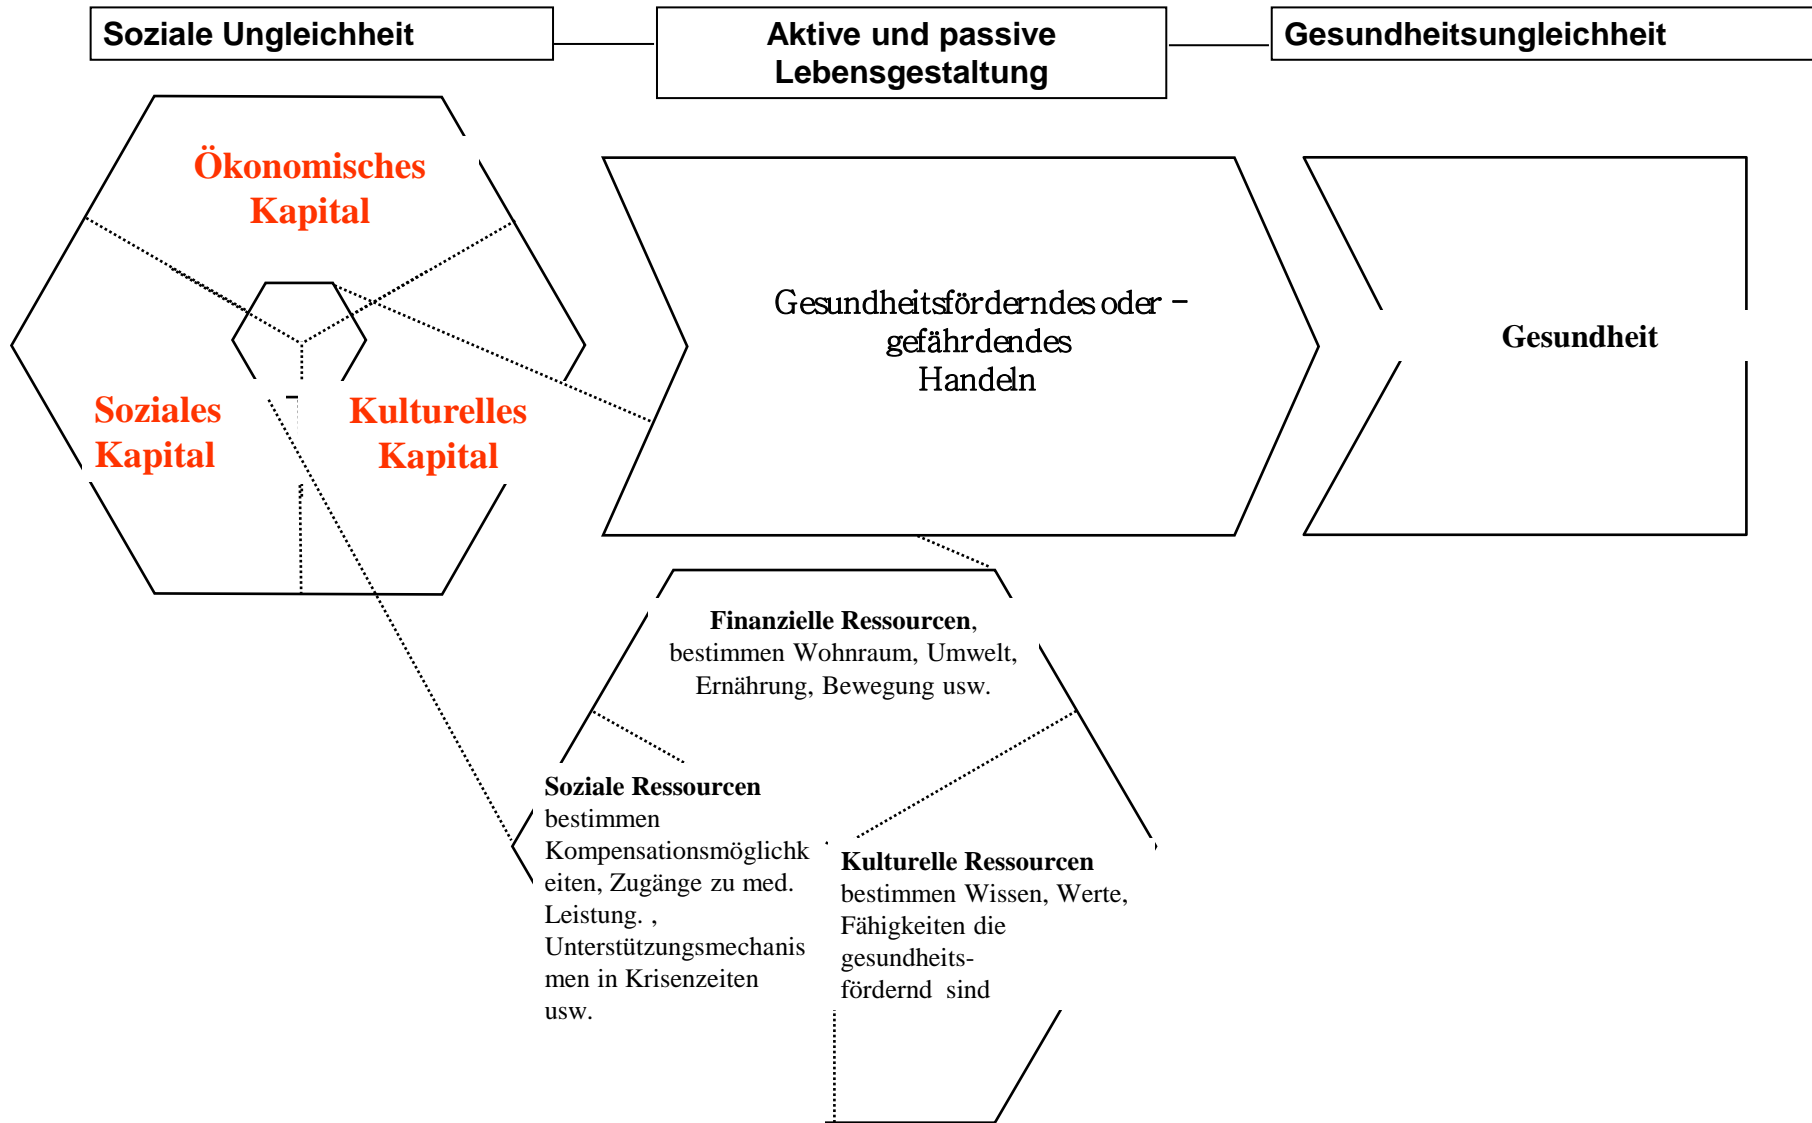 Soziale Ungleichheit
Aktive und passive
Lebensgestaltung
Gesundheitsungleichheit
Ökonomisches
Kapital
Soziales
Kapital
Kulturelles
Kapital
Gesundheitsförderndes oder –
gefährdendes
Handeln
Gesundheit
Finanzielle Ressourcen,
bestimmen Wohnraum, Umwelt,
Ernährung, Bewegung usw.
Soziale Ressourcen
bestimmen
Kompensationsmöglichk
eiten, Zugänge zu med.
Leistung. ,
Unterstützungsmechanis
men in Krisenzeiten
usw.
Kulturelle Ressourcen
bestimmen Wissen, Werte,
Fähigkeiten die
gesundheits-
fördernd sind